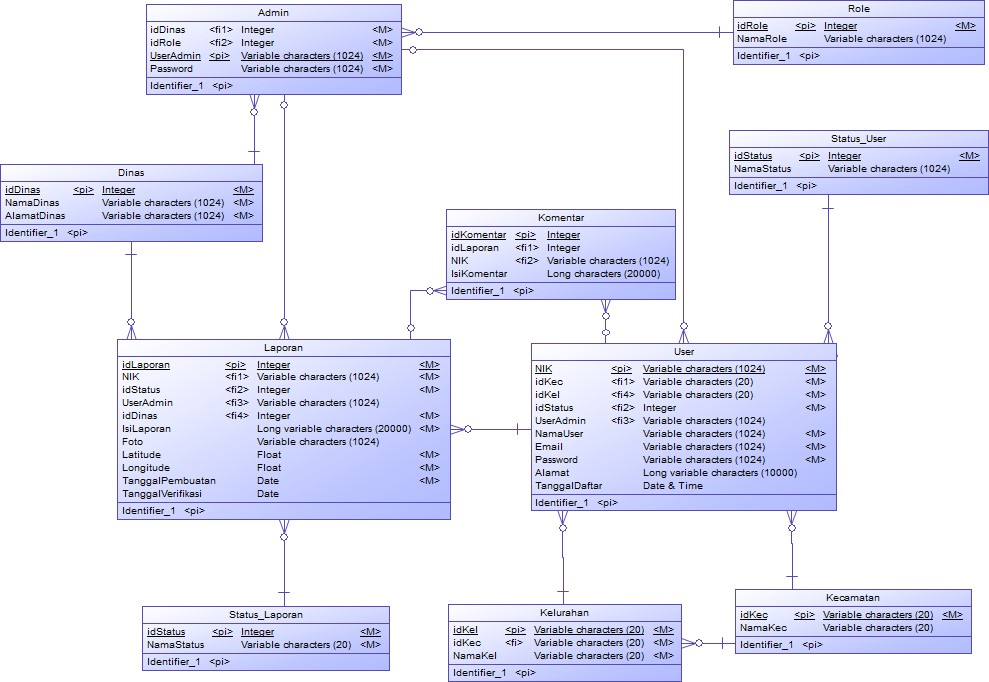 Admin
idDinas <fi1> Integer <M>
idRole <fi2> Integer <M>
UserAdmin <pi> Variable characters (1024) <M>
Password Variable characters (1024) <M>
Identifier_1 <pi>
Role
idRole <pi> Integer <M>
NamaRole Variable characters (1024)
Identifier_1 <pi>
Status_User
idStatus <pi> Integer <M>
NamaStatus Variable characters (1024)
Identifier_1 <pi>
Dinas
idDinas <pi> Integer <M>
NamaDinas Variable characters (1024) <M>
AlamatDinas Variable characters (1024) <M>
Identifier_1 <pi>
Komentar
idKomentar <pi> Integer
idLaporan <fi1> Integer
NIK <fi2> Variable characters (1024)
IsiKomentar Long characters (20000)
Identifier_1 <pi>
Laporan
idLaporan <pi> Integer <M>
NIK <fi1> Variable characters (1024) <M>
idStatus <fi2> Integer <M>
UserAdmin <fi3> Variable characters (1024)
idDinas <fi4> Integer <M>
IsiLaporan Long variable characters (20000) <M>
Foto Variable characters (1024)
Latitude Float <M>
Longitude Float <M>
TanggalPembuatan Date <M>
TanggalVerifikasi Date
Identifier_1 <pi>
User
NIK <pi> Variable characters (1024) <M>
idKec <fi1> Variable characters (20) <M>
idKel <fi4> Variable characters (20) <M>
idStatus <fi2> Integer <M>
UserAdmin <fi3> Variable characters (1024)
NamaUser Variable characters (1024) <M>
Email Variable characters (1024) <M>
Password Variable characters (1024) <M>
Alamat Long variable characters (10000)
TanggalDaftar Date & Time
Identifier_1 <pi>
Status_Laporan
idStatus <pi> Integer <M>
NamaStatus Variable characters (20) <M>
Identifier_1 <pi>
Kelurahan
idKel <pi> Variable characters (20) <M>
idKec <fi> Variable characters (20) <M>
NamaKel Variable characters (20) <M>
Identifier_1 <pi>
Kecamatan
idKec <pi> Variable characters (20) <M>
NamaKec Variable characters (20)
Identifier_1 <pi>